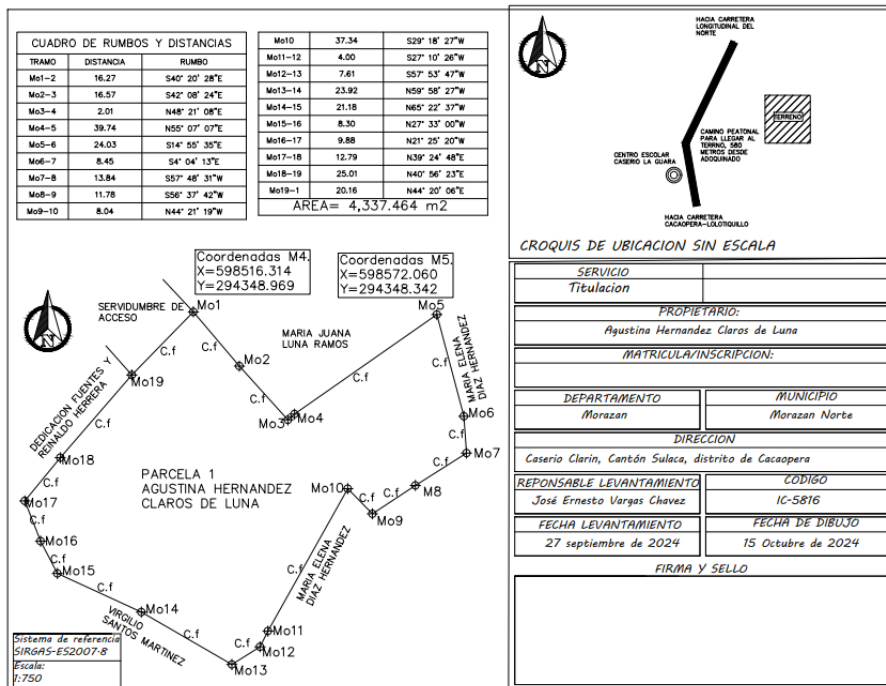 CUADRO DE RUMBOS Y DISTANCIAS
TRAMO DISTANCIA RUMBO
Mo1-2 16.27 S40° 20' 28"E
Mo2-3 16.57 S42° 08' 24"E
Mo3-4 2.01 N48° 21' 08"E
Mo4-5 39.74 N55° 07' 07"E
Mo5-6 24.03 S14° 55' 35"E
Mo6-7 8.45 S4° 04' 13"E
Mo7-8 13.84 S57° 48' 31"W
Mo8-9 11.78 S56° 37' 42"W
Mo9-10 8.04 N44° 21' 19"W
Mo10 37.34 S29° 18' 27"W
Mo11-12 4.00 S27° 10' 26"W
Mo12-13 7.61 S57° 53' 47"W
Mo13-14 23.92 N59° 58' 27"W
Mo14-15 21.18 N65° 22' 37"W
Mo15-16 8.30 N27° 33' 00"W
Mo16-17 9.88 N21° 25' 20"W
Mo17-18 12.79 N39° 24' 48"E
Mo18-19 25.01 N40° 56' 23"E
Mo19-1 20.16 N44° 20' 06"E
AREA= 4,337.464 m2
N
HACIA CARRETERA
LONGITUDINAL DEL
NORTE
TERRENO
CAMINO PEATONAL
PARA LLEGAR AL
TERRNO, 580
METROS DESDE
ADOQUINADO
CENTRO ESCOLAR
CASERIO LA GUARA
HACIA CARRETERA
CACAOPERA-LOLOTIQUILLO
CROQUIS DE UBICACION SIN ESCALA
Coordenadas M4,
X=598516.314
Y=294348.969
Coordenadas M5,
X=598572.060
Y=294348.342
N
SERVIDUMBRE DE
ACCESO
Mo1
Mo5
MARIA JUANA
LUNA RAMOS
MARIA ELENA
DIAZ HERNANDEZ
C.f
C.f
Mo2
C.f
C.f
Mo19
C.f
Mo3
Mo4
Mo6
DEDICACION FUENTES Y
REINALDO HERRERA
C.f
C.f
Mo7
Mo18
C.f
C.f
PARCELA 1
AGUSTINA HERNANDEZ
CLAROS DE LUNA
Mo10
M8
C.f
C.f
Mo9
Mo17
C.f
Mo16
C.f
C.f
MARIA ELENA
DIAZ HERNANDEZ
Mo15
C.f
Mo14
VIRGILIO
SANTOS MARTINEZ
C.f
Mo11
C.f
Mo12
Mo13
Sistema de referencia
SIRGAS-ES2007-8
Escala:
1:750
SERVICIO
Titulacion
PROPIETARIO:
Agustina Hernandez Claros de Luna
MATRICULA/INSCRIPCION:
DEPARTAMENTO MUNICIPIO
Morazan Morazan Norte
DIRECCION
Caserio Clarin, Cantón Sulaca, distrito de Cacaopera
REPONSABLE LEVANTAMIENTO CODIGO
José Ernesto Vargas Chavez IC-5816
FECHA LEVANTAMIENTO FECHA DE DIBUJO
27 septiembre de 2024 15 Octubre de 2024
FIRMA Y SELLO